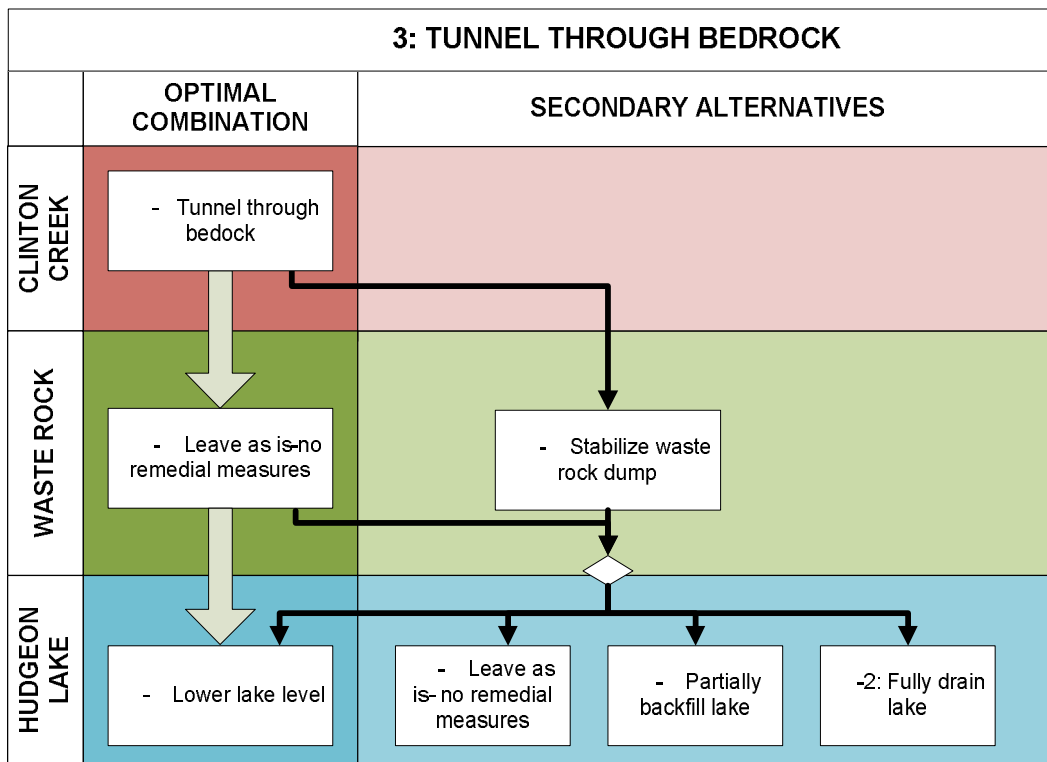 3: TUNNEL THROUGH BEDROCK
OPTIMAL
COMBINATION
SECONDARY ALTERNATIVES
CLINTON
CREEK
- Tunnel through
bedock
WASTE ROCK
- Leave as is-no
remedial measures
- Stabilize waste
rock dump
HUDGEON
LAKE
- Lower lake level
- Leave as
is-no remedial
measures
- Partially
backfill lake
-2: Fully drain
lake